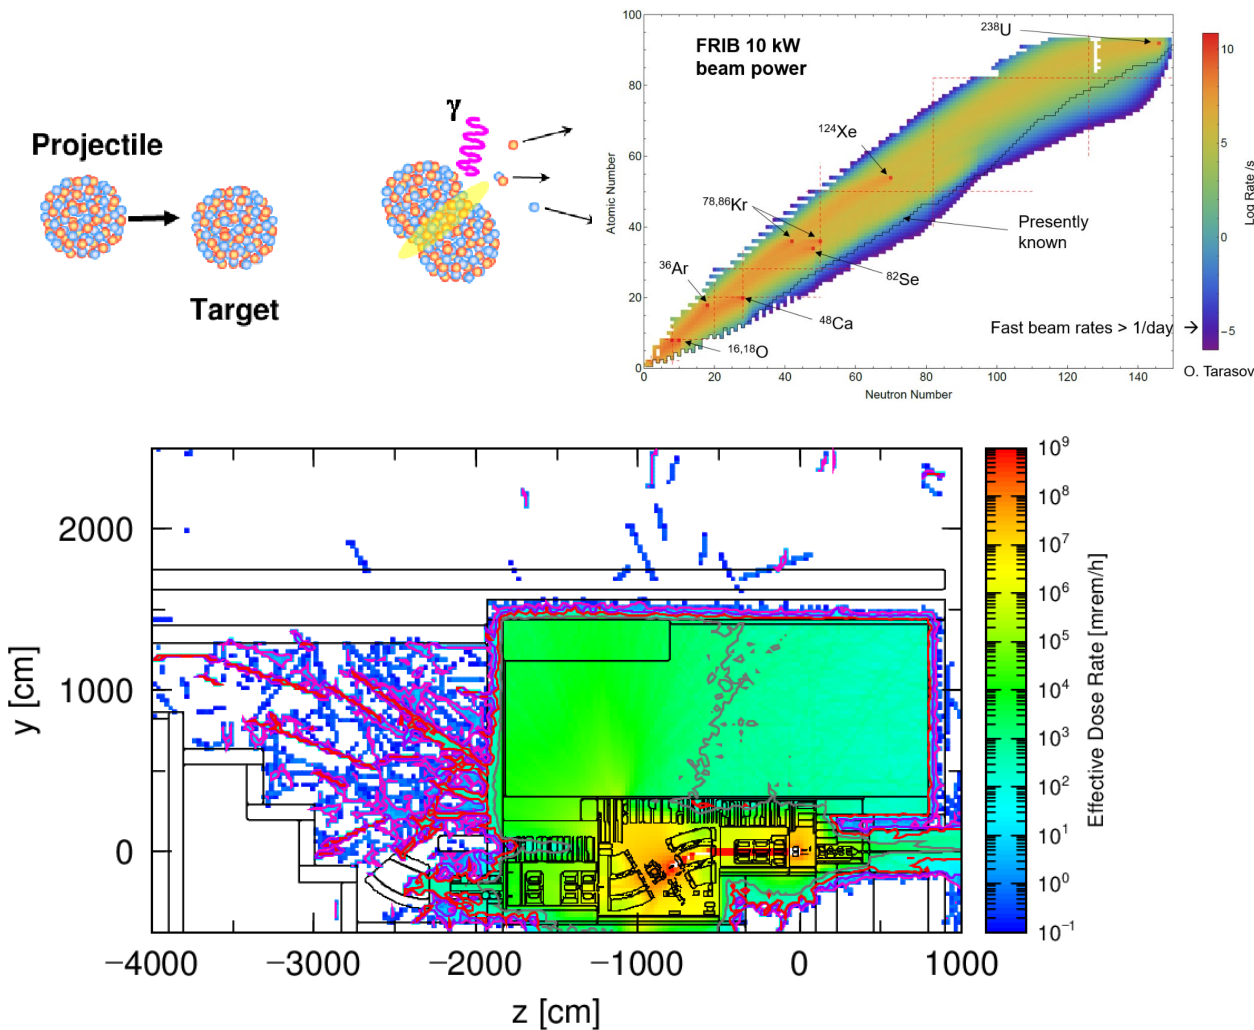 Projectile
Target
γ
FRIB 10 kW
beam power
²³⁸U
¹²⁴Xe
⁷⁸,⁸⁶Kr
⁸²Se
³⁶Ar
⁴⁸Ca
¹⁶,¹⁸O
Presently
known
Fast beam rates > 1/day
O. Tarasov
Atomic Number
100
80
60
40
20
0
0 20 40 60 80 100 120 140
Neutron Number
10
5
0
−5
Log Rate /s
y [cm]
2000
1000
0
−4000 −3000 −2000 −1000 0 1000
z [cm]
10⁹
10⁸
10⁷
10⁶
10⁵
10⁴
10³
10²
10¹
10⁰
10⁻¹
Effective Dose Rate [mrem/h]